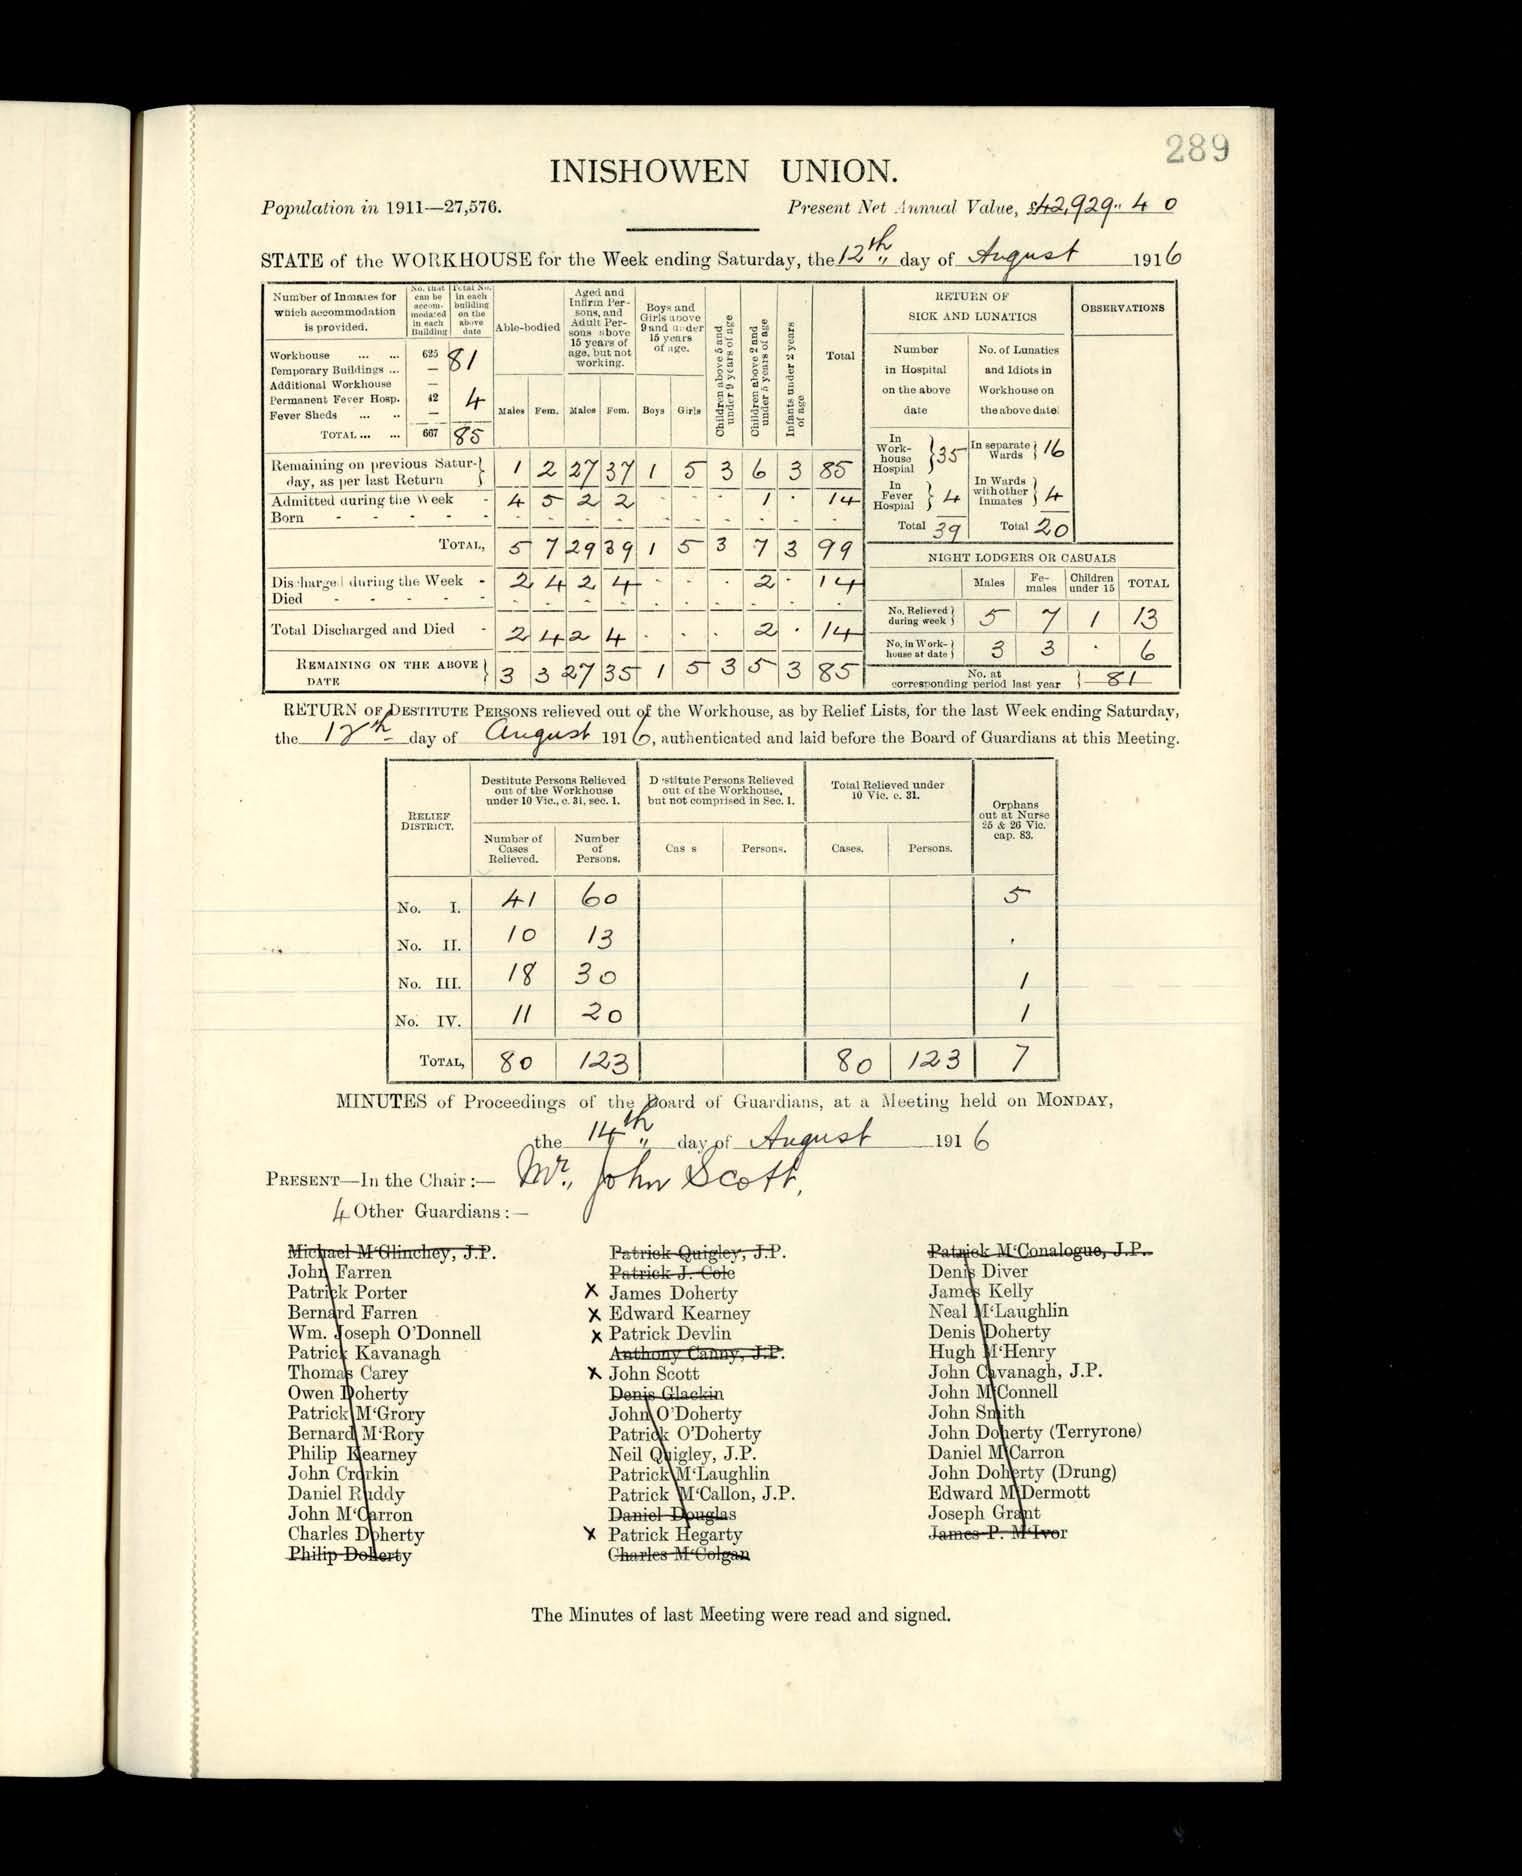 289
INISHOWEN UNION.
Population in 1911—27,576. Present Net Annual Value, £42,929.. 4 0
STATE of the WORKHOUSE for the Week ending Saturday, the 12th day of August 1916
Number of Inmates for which accommodation is provided. | No. that can be accommodated in each Building | Total No. in each building on the above date
Workhouse ... ... 625 81
Temporary Buildings ... —
Additional Workhouse —
Permanent Fever Hosp. 42 4
Fever Sheds ... .. —
TOTAL ... ... 667 85
Able-bodied | Aged and Infirm Persons, and Adult Persons above 15 years of age, but not working. | Boys and Girls above 9 and under 15 years of age. | Children above 5 and under 9 years of age | Children above 2 and under 5 years of age | Infants under 2 years of age | Total
Males Fem. Males Fem. Boys Girls
Remaining on previous Saturday, as per last Return } 1 2 27 37 1 5 3 6 3 85
Admitted during the Week - 4 5 2 2 - - - 1 · 14
Born - - - - - - - - - - - - - -
TOTAL, 5 7 29 39 1 5 3 7 3 99
Discharged during the Week - 2 4 2 4 - - · 2 · 14
Died - - - - - - - - - - - - - -
Total Discharged and Died - 2 4 2 4 · · · 2 · 14
REMAINING ON THE ABOVE DATE } 3 3 27 35 1 5 3 5 3 85
RETURN OF SICK AND LUNATICS
Number in Hospital on the above date | No. of Lunatics and Idiots in Workhouse on the above date
In Workhouse Hospial } 35 In separate Wards } 16
In Fever Hospial } 4 In Wards with other Inmates } 4
Total 39 Total 20
OBSERVATIONS
NIGHT LODGERS OR CASUALS
Males Females Children under 15 TOTAL
No. Relieved during week } 5 7 1 13
No. in Workhouse at date } 3 3 · 6
No. at corresponding period last year } 81
RETURN OF DESTITUTE PERSONS relieved out of the Workhouse, as by Relief Lists, for the last Week ending Saturday,
the 12th day of August 1916, authenticated and laid before the Board of Guardians at this Meeting.
RELIEF DISTRICT. | Destitute Persons Relieved out of the Workhouse under 10 Vic., c. 31, sec. 1. | D stitute Persons Relieved out of the Workhouse, but not comprised in Sec. 1. | Total Relieved under 10 Vic. c. 31. | Orphans out at Nurse 25 & 26 Vic. cap. 83.
Number of Cases Relieved. Number of Persons. Cas s Persons. Cases. Persons.
No. I. 41 60 5
No. II. 10 13 ·
No. III. 18 30 1
No. IV. 11 20 1
TOTAL, 80 123 80 123 7
MINUTES of Proceedings of the Board of Guardians, at a Meeting held on MONDAY,
the 14th day of August 1916
PRESENT—In the Chair :— Mr. John Scott,
4 Other Guardians :—
Michael M'Glinchey, J.P.
John Farren
Patrick Porter
Bernard Farren
Wm. Joseph O'Donnell
Patrick Kavanagh
Thomas Carey
Owen Doherty
Patrick M'Grory
Bernard M'Rory
Philip Kearney
John Crorkin
Daniel Ruddy
John M'Carron
Charles Doherty
Philip Doherty
Patrick Quigley, J.P.
Patrick J. Cole
X James Doherty
X Edward Kearney
X Patrick Devlin
Anthony Canny, J.P.
X John Scott
Denis Glackin
John O'Doherty
Patrick O'Doherty
Neil Quigley, J.P.
Patrick M'Laughlin
Patrick M'Callon, J.P.
Daniel Douglas
X Patrick Hegarty
Charles M'Colgan
Patrick M'Conalogue, J.P.
Denis Diver
James Kelly
Neal M'Laughlin
Denis Doherty
Hugh M'Henry
John Cavanagh, J.P.
John M'Connell
John Smith
John Doherty (Terryrone)
Daniel M'Carron
John Doherty (Drung)
Edward M'Dermott
Joseph Grant
James P. M'Ivor
The Minutes of last Meeting were read and signed.